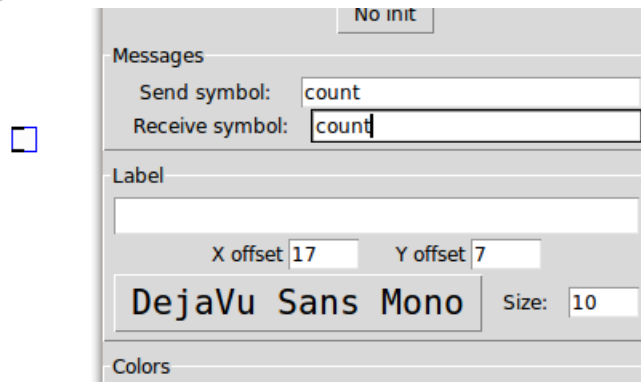 No init
Messages
Send symbol: count
Receive symbol: count
Label
X offset 17 Y offset 7
DejaVu Sans Mono Size: 10
Colors